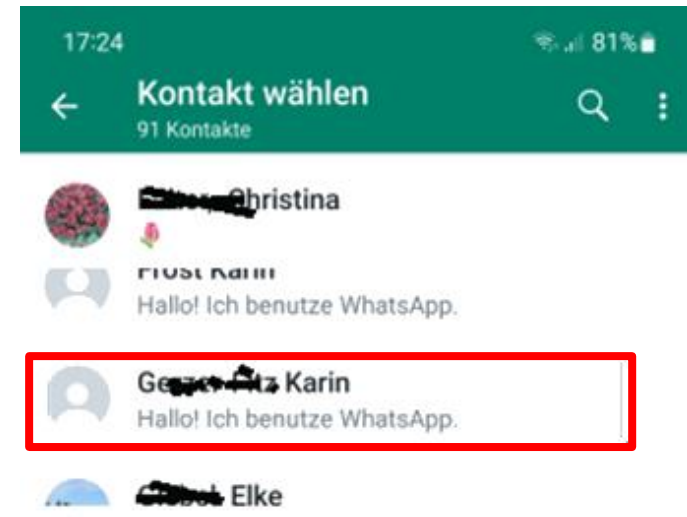 17:24 81%
Kontakt wählen
91 Kontakte
Christina
Frost Karin
Hallo! Ich benutze WhatsApp.
Karin
Hallo! Ich benutze WhatsApp.
Elke